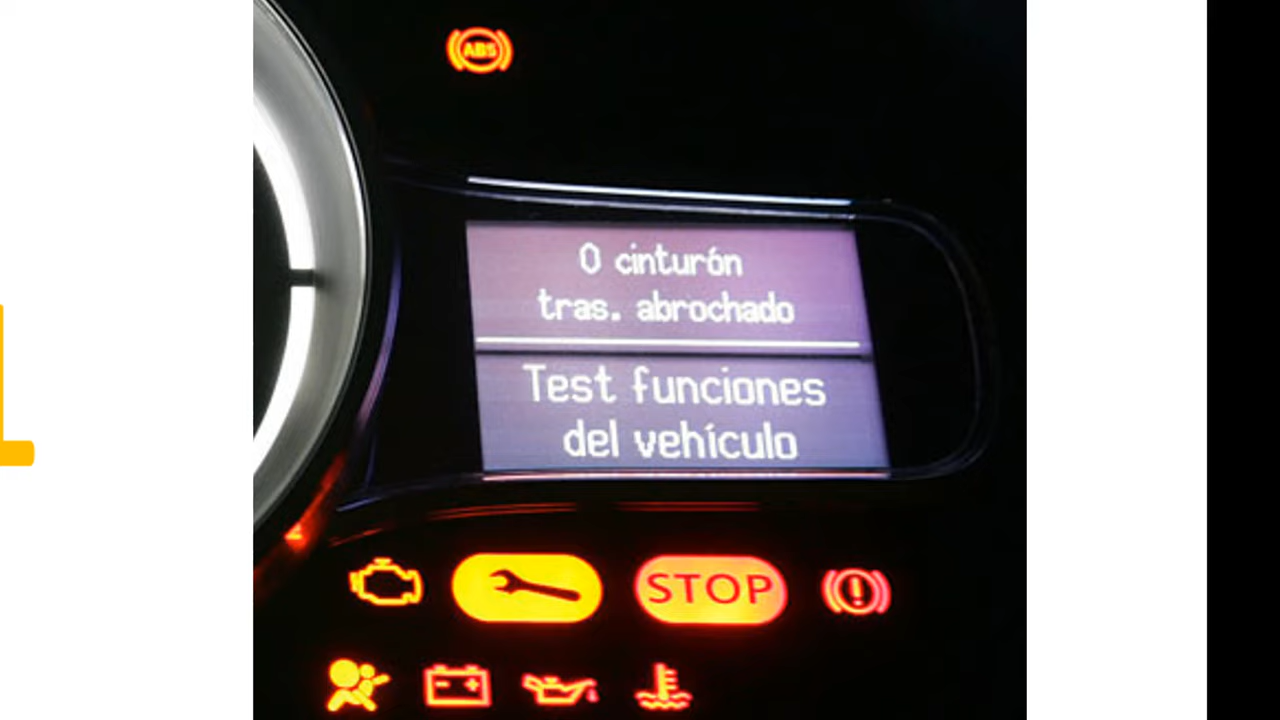 ABS
0 cinturón
tras. abrochado
Test funciones
del vehículo
STOP